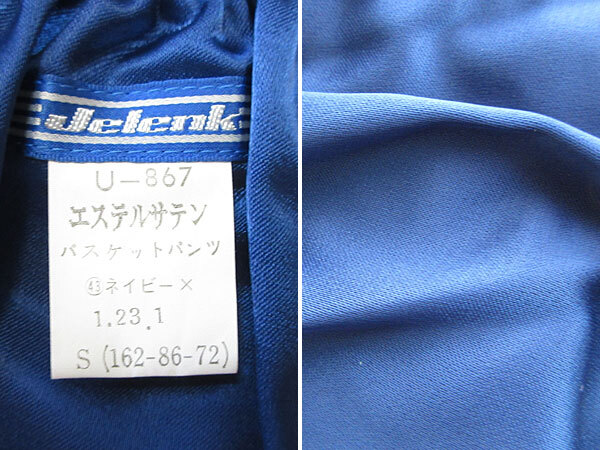 Jelenk
U-867
エステルサテン
バスケットパンツ
㊸ネイビー×
1.23.1
S (162-86-72)